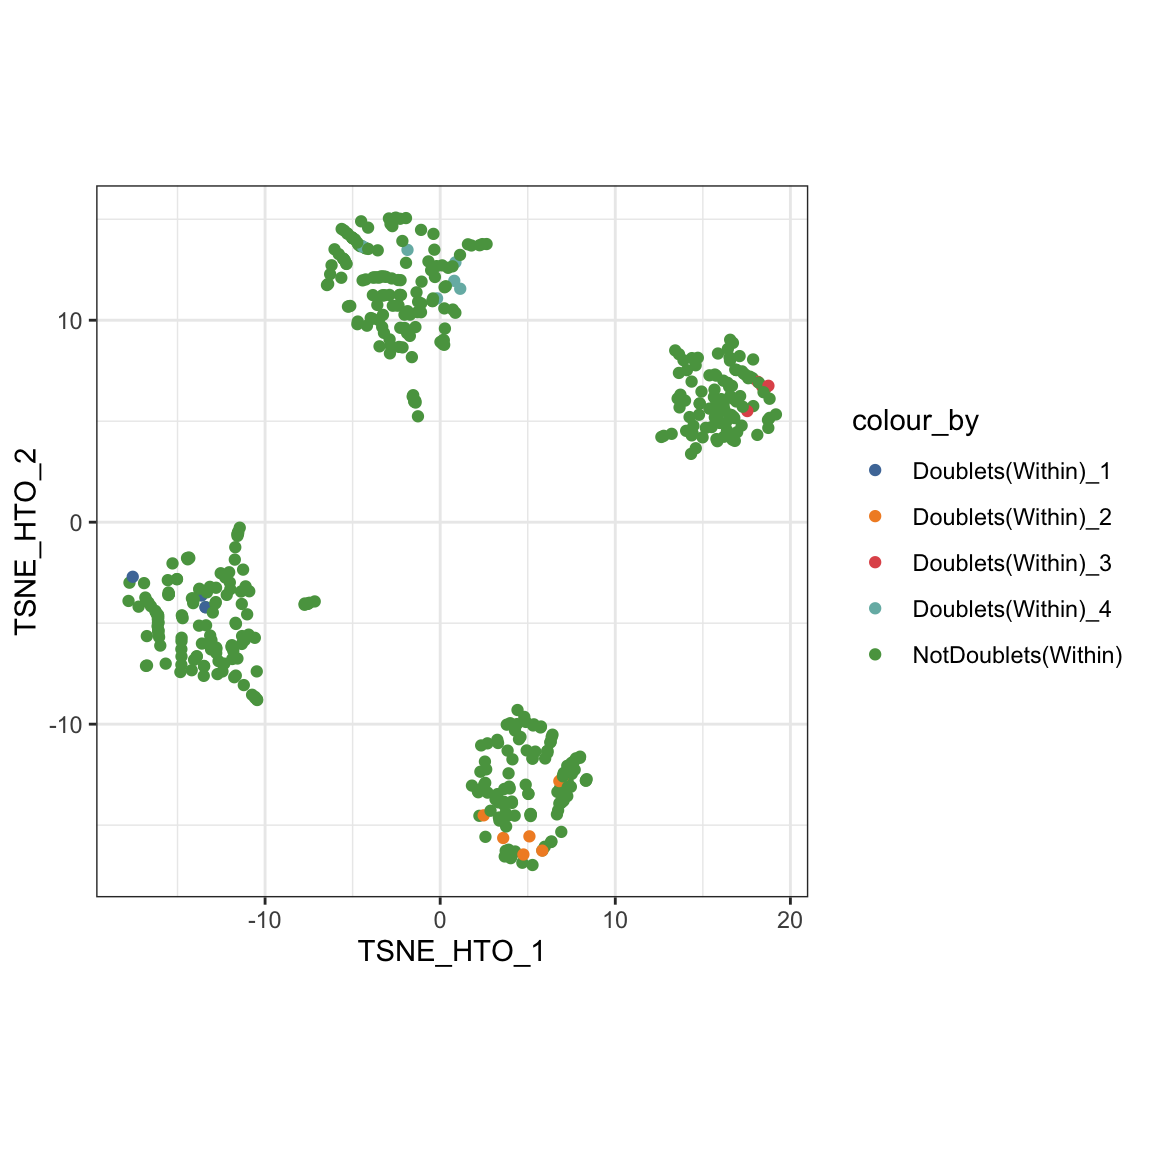 10
0
-10
-10
0
10
20
TSNE_HTO_1
TSNE_HTO_2
colour_by
Doublets(Within)_1
Doublets(Within)_2
Doublets(Within)_3
Doublets(Within)_4
NotDoublets(Within)